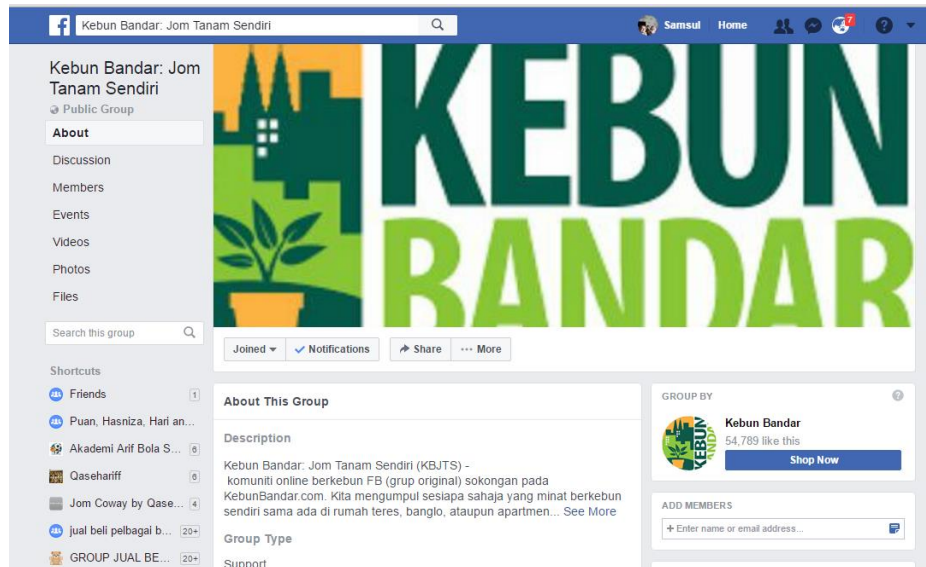 Kebun Bandar: Jom Tanam Sendiri
Samsul
Home
7
Kebun Bandar: Jom
Tanam Sendiri
Public Group
About
Discussion
Members
Events
Videos
Photos
Files
Search this group
Shortcuts
Friends 1
Puan, Hasniza, Hari an...
Akademi Arif Bola S... 6
Qasehariff 6
Jom Coway by Qase... 4
jual beli pelbagai b... 20+
GROUP JUAL BE... 20+
KEBUN
BANDAR
Joined
Notifications
Share
More
About This Group
Description
Kebun Bandar: Jom Tanam Sendiri (KBJTS) -
komuniti online berkebun FB (grup original) sokongan pada
KebunBandar.com. Kita mengumpul sesiapa sahaja yang minat berkebun
sendiri sama ada di rumah teres, banglo, ataupun apartmen... See More
Group Type
Support
GROUP BY
KEBUN
BANDAR
Kebun Bandar
54,789 like this
Shop Now
ADD MEMBERS
+ Enter name or email address...